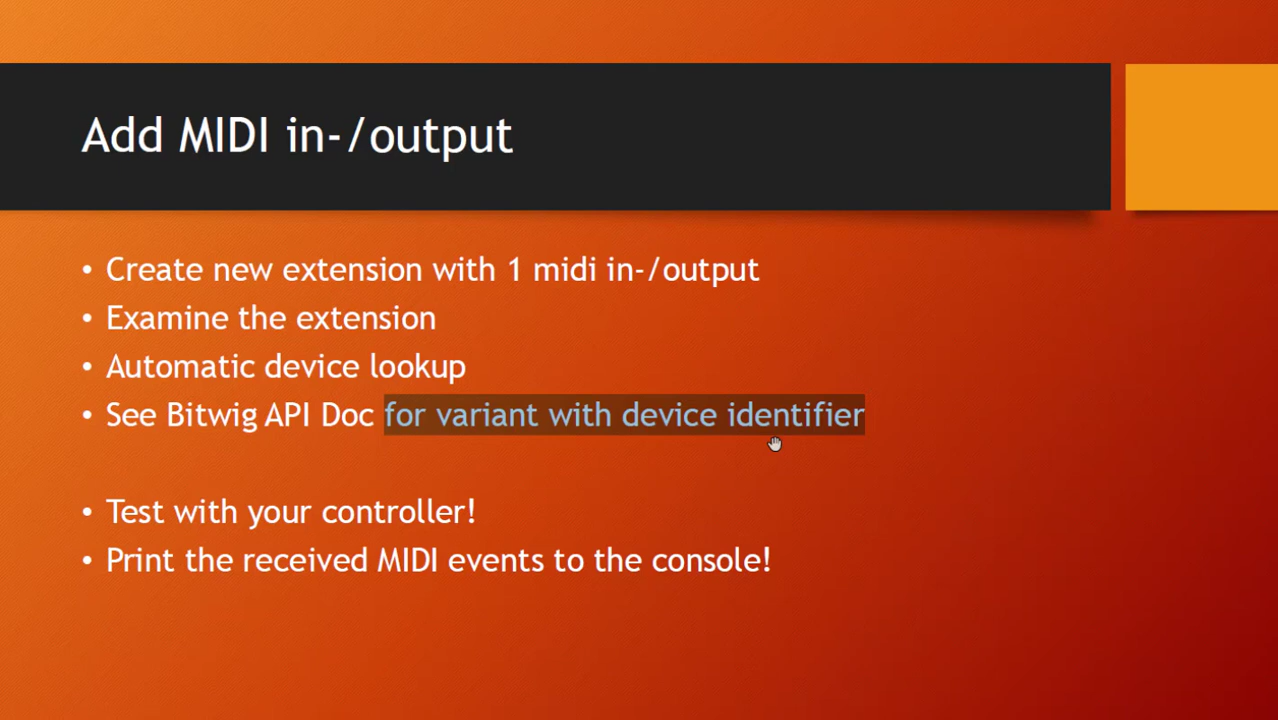 Add MIDI in-/output
• Create new extension with 1 midi in-/output
• Examine the extension
• Automatic device lookup
• See Bitwig API Doc for variant with device identifier
• Test with your controller!
• Print the received MIDI events to the console!